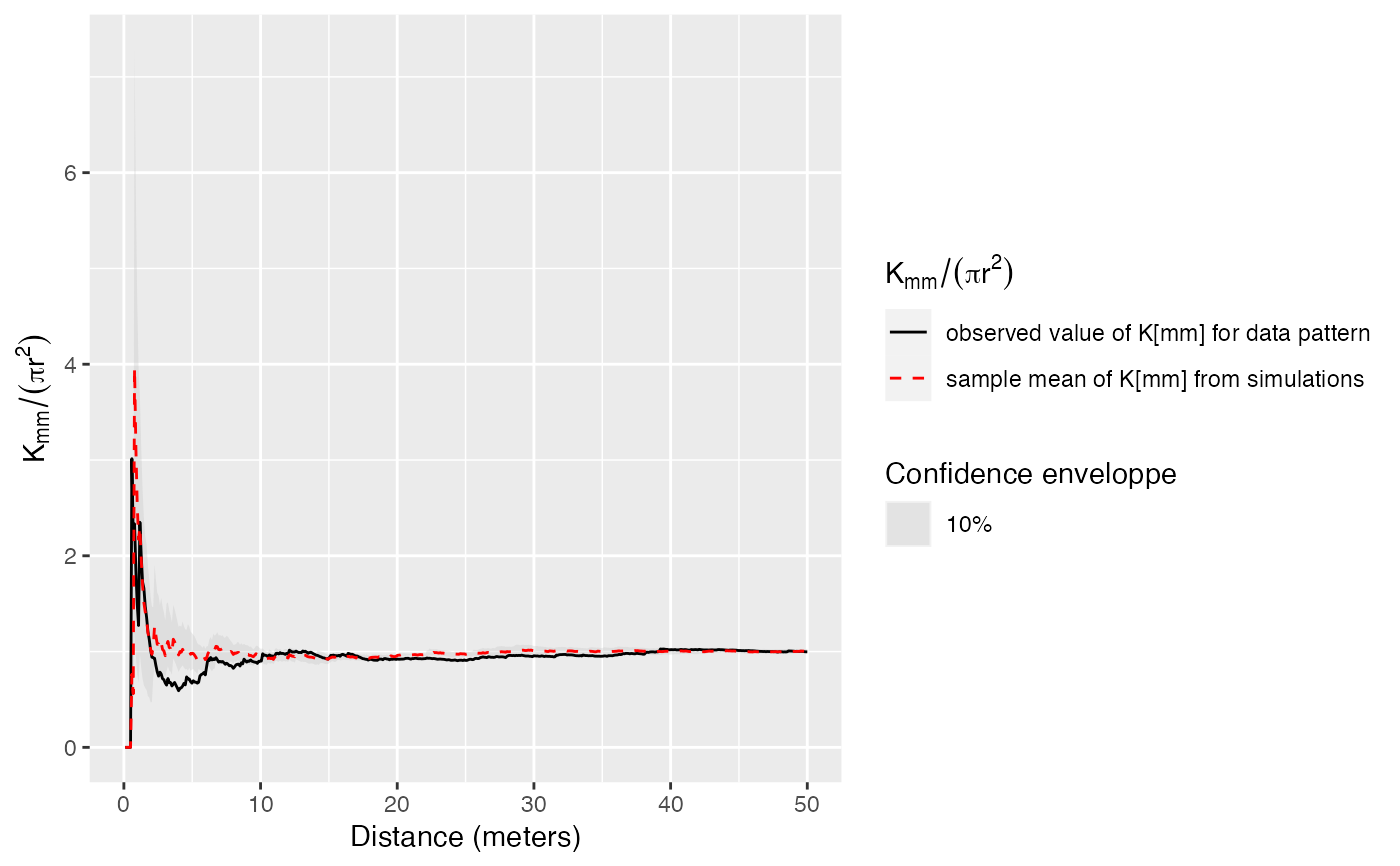 6
4
2
0
0 10 20 30 40 50
Distance (meters)
Kmm/(πr²)
Kmm/(πr²)
observed value of K[mm] for data pattern
sample mean of K[mm] from simulations
Confidence enveloppe
10%